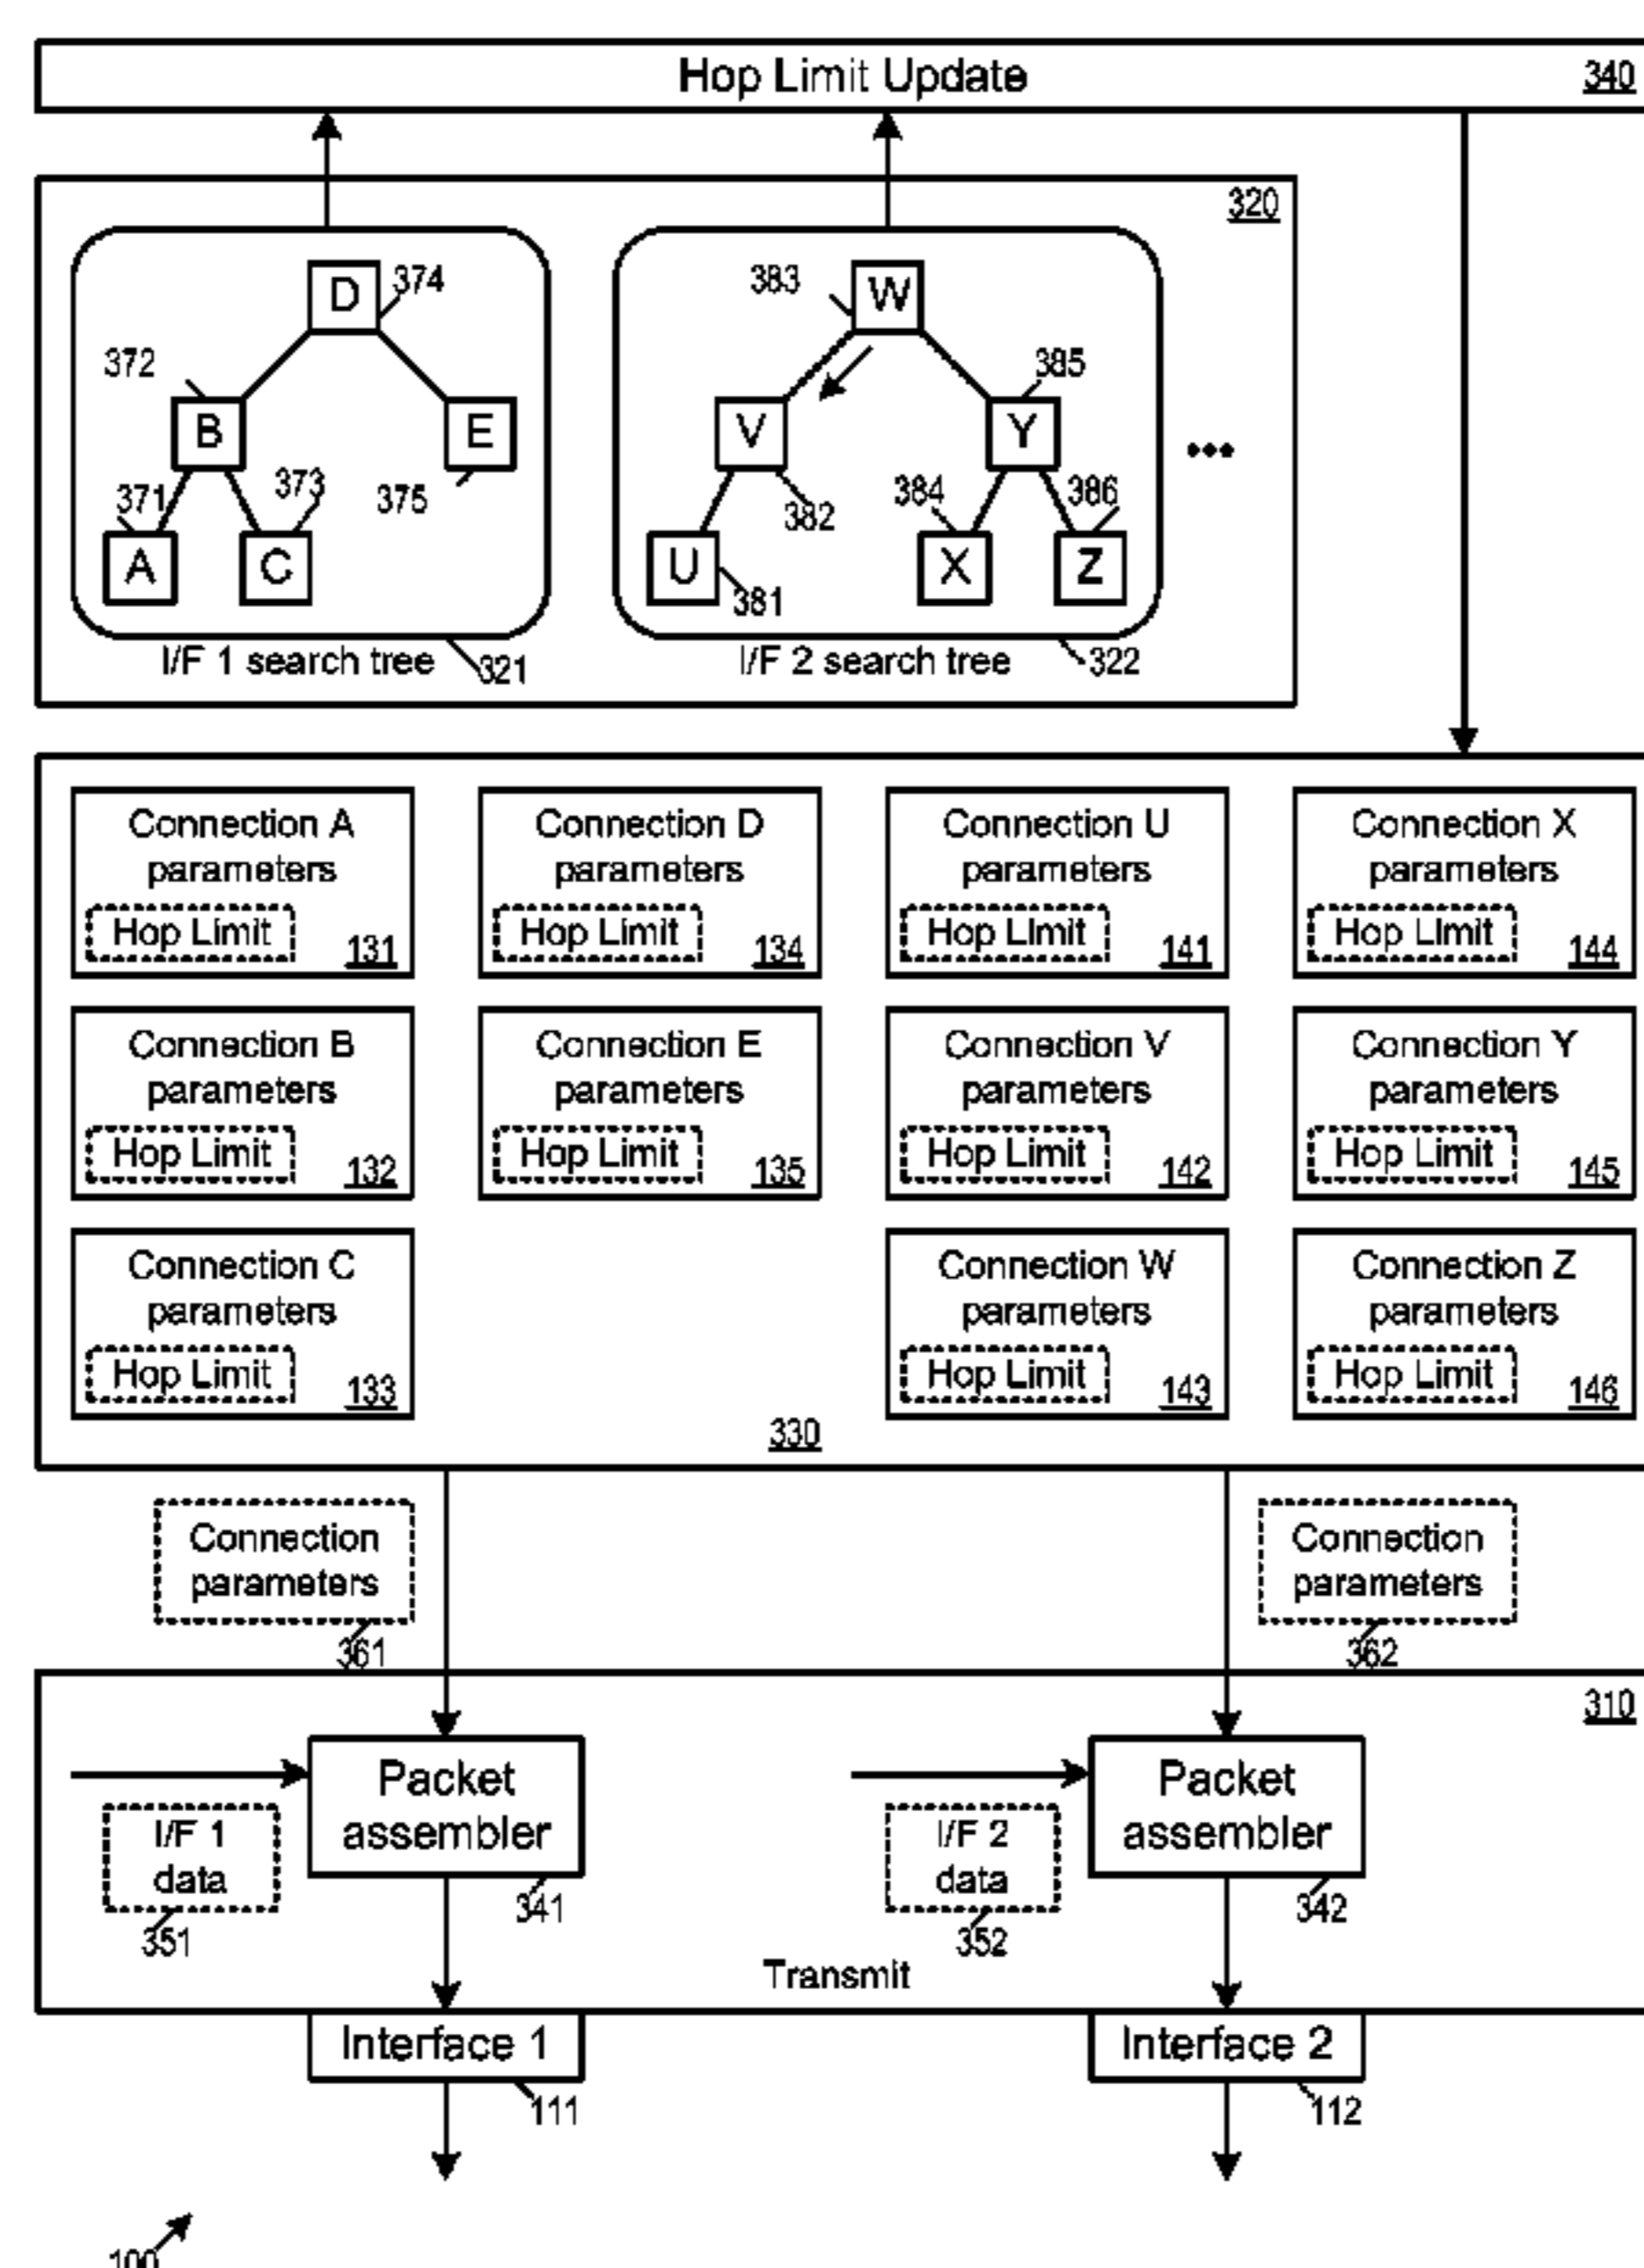 Hop Limit Update 340
320
D 374
383 W
372
385
B
E
V
Y
371
373
375
382
384
386
A
C
U
381
X
Z
•••
I/F 1 search tree 321
I/F 2 search tree 322
Connection A
parameters
Hop Limit 131
Connection D
parameters
Hop Limit 134
Connection U
parameters
Hop Limit 141
Connection X
parameters
Hop Limit 144
Connection B
parameters
Hop Limit 132
Connection E
parameters
Hop Limit 135
Connection V
parameters
Hop Limit 142
Connection Y
parameters
Hop Limit 145
Connection C
parameters
Hop Limit 133
Connection W
parameters
Hop Limit 143
Connection Z
parameters
Hop Limit 146
330
Connection
parameters
361
Connection
parameters
362
310
Packet
assembler
341
I/F 1
data
351
Packet
assembler
342
I/F 2
data
352
Transmit
Interface 1
111
Interface 2
112
100